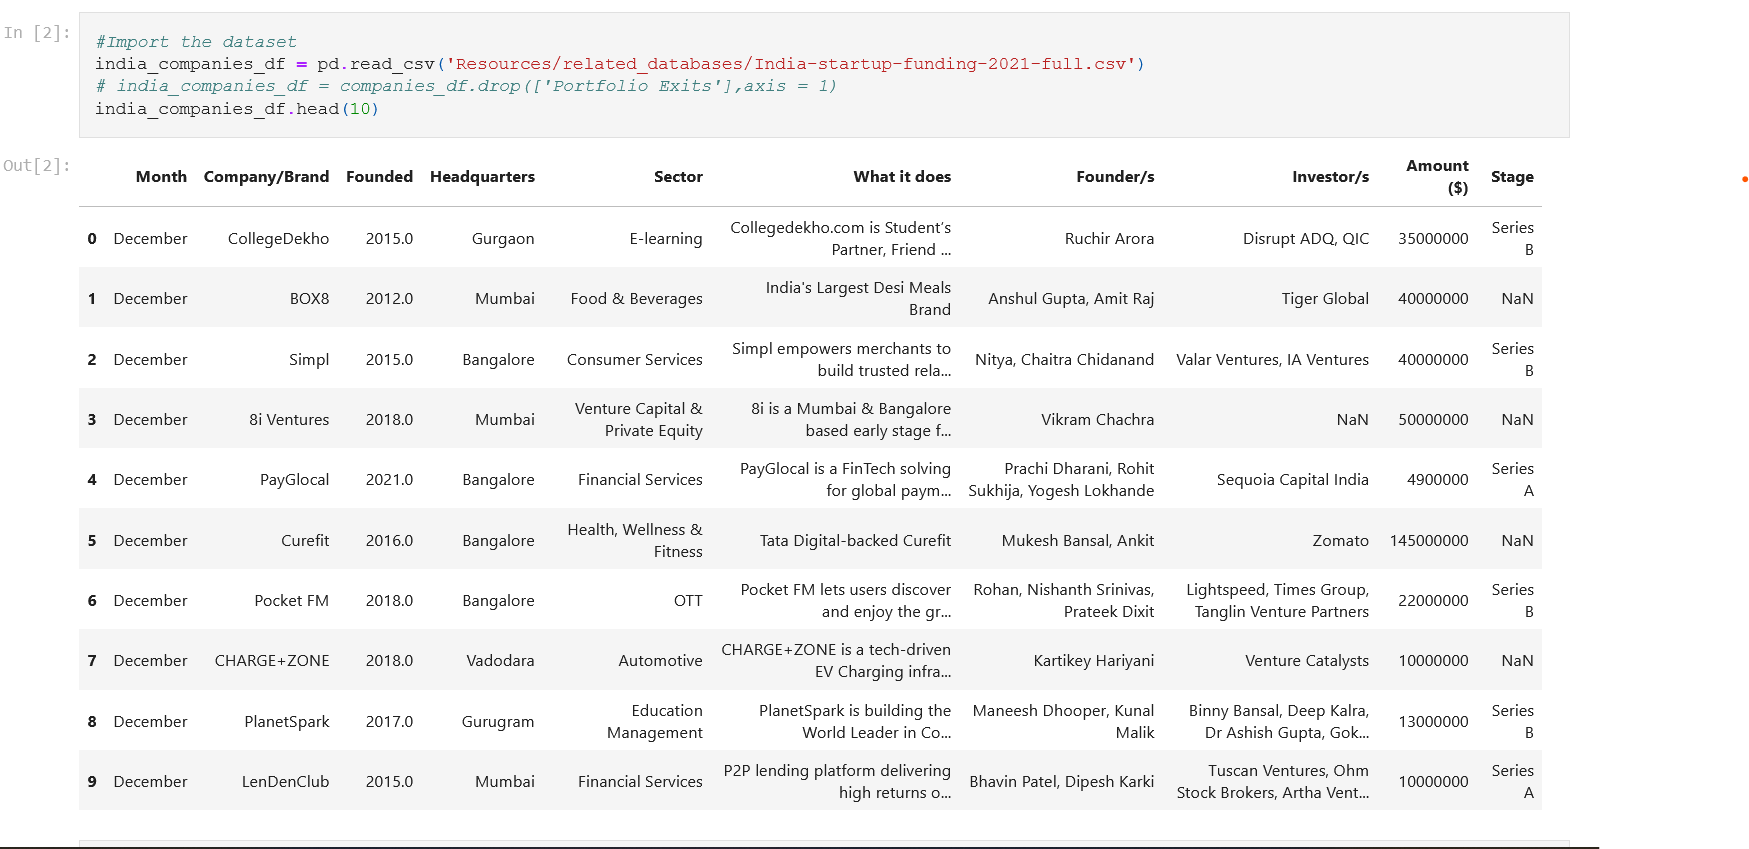 In [2]:
#Import the dataset
india_companies_df = pd.read_csv('Resources/related_databases/India-startup-funding-2021-full.csv')
# india_companies_df = companies_df.drop(['Portfolio Exits'],axis = 1)
india_companies_df.head(10)
Out[2]:
Month Company/Brand Founded Headquarters Sector What it does Founder/s Investor/s Amount ($) Stage
0 December CollegeDekho 2015.0 Gurgaon E-learning Collegedekho.com is Student’s Partner, Friend ... Ruchir Arora Disrupt ADQ, QIC 35000000 Series B
1 December BOX8 2012.0 Mumbai Food & Beverages India's Largest Desi Meals Brand Anshul Gupta, Amit Raj Tiger Global 40000000 NaN
2 December Simpl 2015.0 Bangalore Consumer Services Simpl empowers merchants to build trusted rela... Nitya, Chaitra Chidanand Valar Ventures, IA Ventures 40000000 Series B
3 December 8i Ventures 2018.0 Mumbai Venture Capital & Private Equity 8i is a Mumbai & Bangalore based early stage f... Vikram Chachra NaN 50000000 NaN
4 December PayGlocal 2021.0 Bangalore Financial Services PayGlocal is a FinTech solving for global paym... Prachi Dharani, Rohit Sukhija, Yogesh Lokhande Sequoia Capital India 4900000 Series A
5 December Curefit 2016.0 Bangalore Health, Wellness & Fitness Tata Digital-backed Curefit Mukesh Bansal, Ankit Zomato 145000000 NaN
6 December Pocket FM 2018.0 Bangalore OTT Pocket FM lets users discover and enjoy the gr... Rohan, Nishanth Srinivas, Prateek Dixit Lightspeed, Times Group, Tanglin Venture Partners 22000000 Series B
7 December CHARGE+ZONE 2018.0 Vadodara Automotive CHARGE+ZONE is a tech-driven EV Charging infra... Kartikey Hariyani Venture Catalysts 10000000 NaN
8 December PlanetSpark 2017.0 Gurugram Education Management PlanetSpark is building the World Leader in Co... Maneesh Dhooper, Kunal Malik Binny Bansal, Deep Kalra, Dr Ashish Gupta, Gok... 13000000 Series B
9 December LenDenClub 2015.0 Mumbai Financial Services P2P lending platform delivering high returns o... Bhavin Patel, Dipesh Karki Tuscan Ventures, Ohm Stock Brokers, Artha Vent... 10000000 Series A